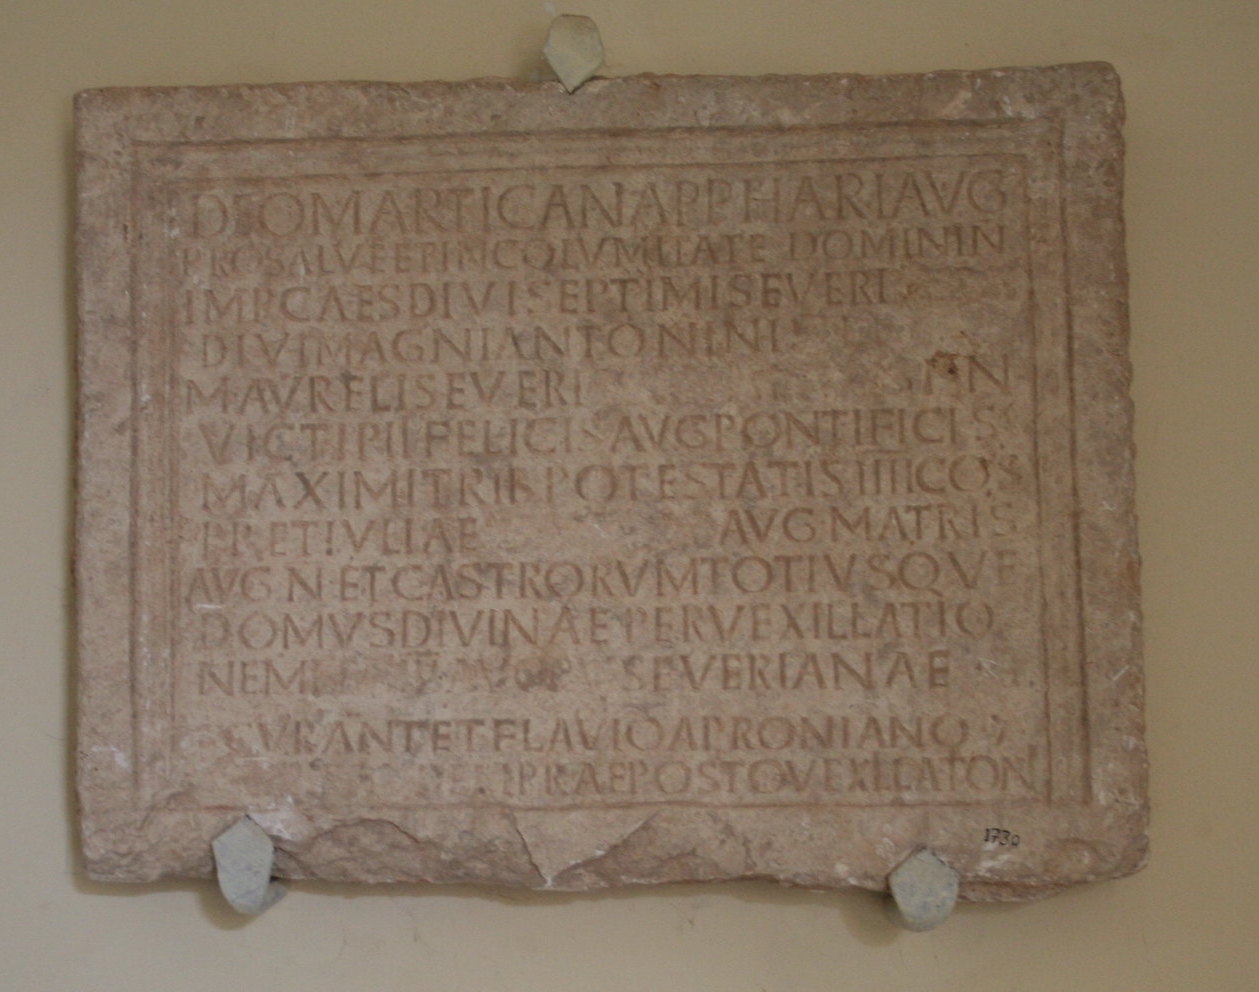 DEO MARTI CANAPPHARI AVG
PRO SALVTE ET INCOLVMITATE DOMINI N
IMP CAES DIVI SEPTIMI SEVERI
DIVI MAGNI ANTONINI
M AVRELI SEVERI N
VICTI PII FELICIS AVG PONTIFICIS
MAXIMI TRIB POTESTATIS IIII COS
PR ET IVLIAE AVG MATRIS
AVG N ET CASTRORVM TOTIVSQVE
DOMVS DIVINAE PER VEXILLATIO
NEM SEVERIANAE
CVRANTE T FLAVIO APRONIANO
PRAEPOSTO VEXILLATION
1730